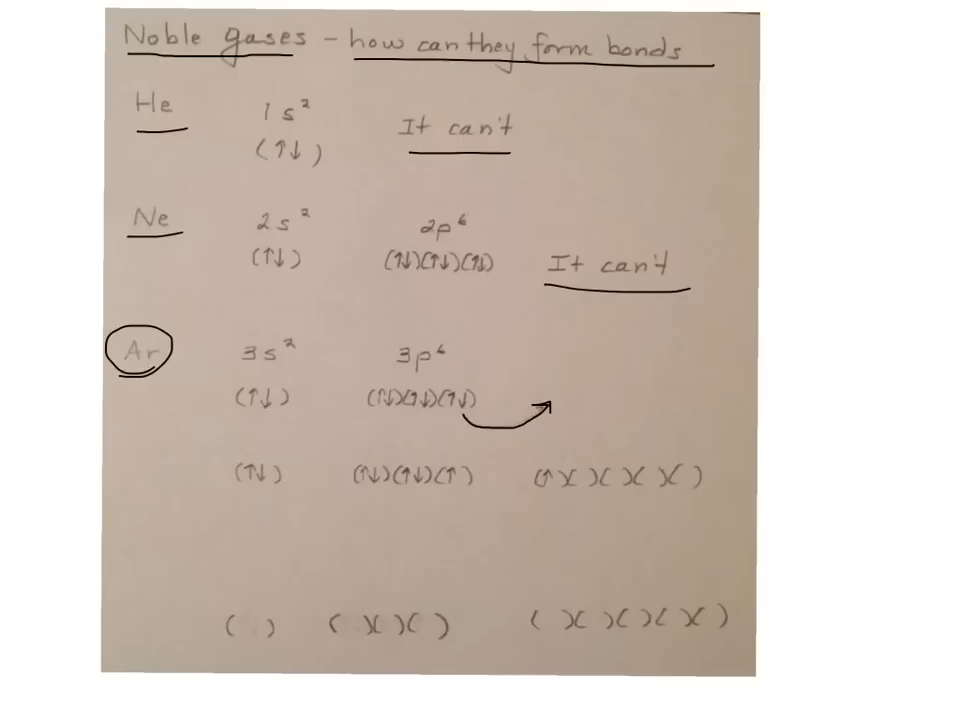 Noble gases - how can they form bonds
He 1s² It can't
(↑↓)
Ne 2s² 2p⁶
(↑↓) (↑↓)(↑↓)(↑↓) It can't
Ar 3s² 3p⁶
(↑↓) (↑↓)(↑↓)(↑↓)
(↑↓) (↑↓)(↑↓)(↑ ) (↑ )( )( )( )( )
( ) ( )( )( ) ( )( )( )( )( )